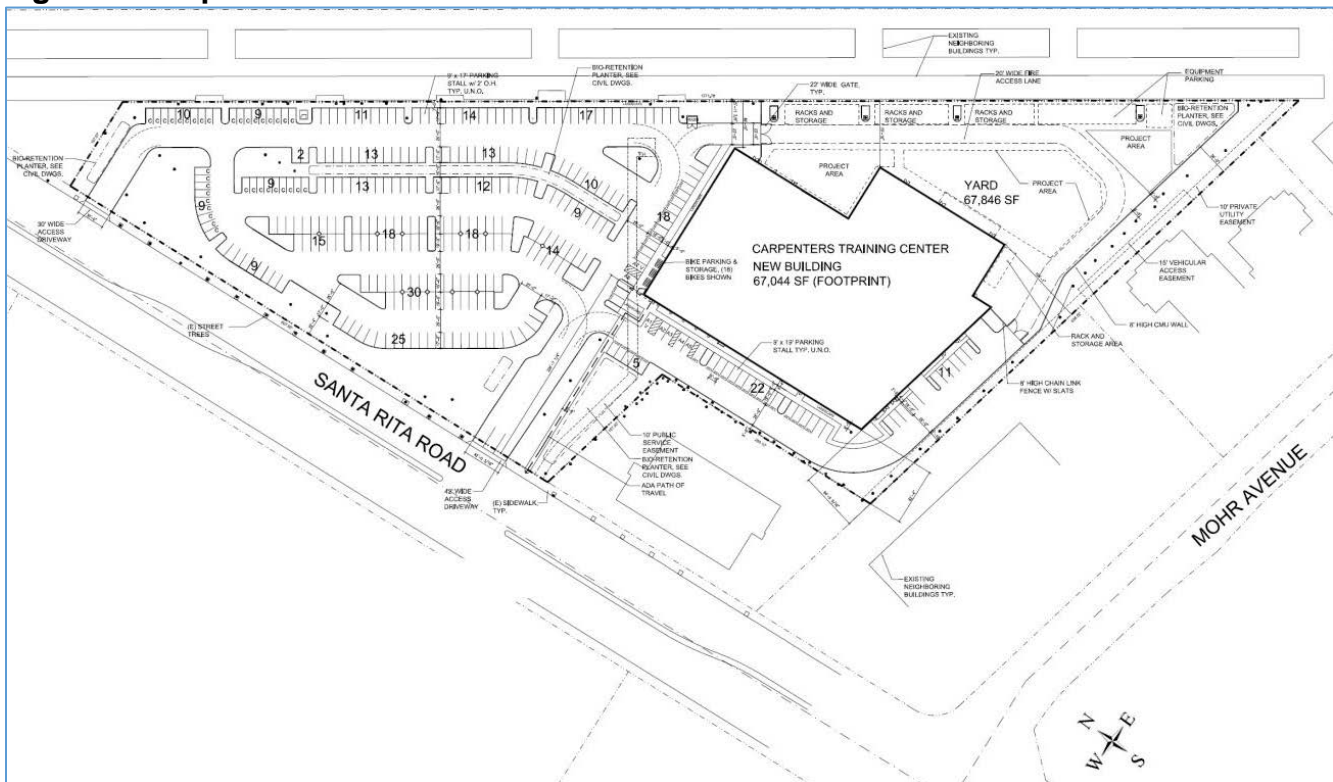 EXISTING
NEIGHBORING
BUILDINGS TYP.
BIO-RETENTION
PLANTER, SEE
CIVIL DWGS.
9' x 17' PARKING
STALL w/ 2' O.H.
TYP. U.N.O.
20' WIDE FIRE
ACCESS LANE
EQUIPMENT
PARKING
22' WIDE GATE,
TYP.
10
9
11
14
17
RACKS AND
STORAGE
RACKS AND
STORAGE
RACKS AND
STORAGE
BIO-RETENTION
PLANTER, SEE
CIVIL DWGS.
PROJECT
AREA
BIO-RETENTION
PLANTER, SEE
CIVIL DWGS.
2
13
13
PROJECT
AREA
9
13
12
10
YARD
67,846 SF
PROJECT
AREA
9
9
18
10' PRIVATE
UTILITY
EASEMENT
30' WIDE
ACCESS
DRIVEWAY
15
18
18
14
CARPENTERS TRAINING CENTER
NEW BUILDING
67,044 SF (FOOTPRINT)
BIKE PARKING &
STORAGE, (18)
BIKES SHOWN
15' VEHICULAR
ACCESS
EASEMENT
9
30
(E) STREET
TREES
25
8' HIGH CMU WALL
RACK AND
STORAGE AREA
9' x 19' PARKING
STALL TYP. U.N.O.
5
22
11
8' HIGH CHAIN LINK
FENCE W/ SLATS
SANTA RITA ROAD
10' PUBLIC
SERVICE
EASEMENT
BIO-RETENTION
PLANTER, SEE
CIVIL DWGS.
ADA PATH OF
TRAVEL
WIDE
ACCESS
DRIVEWAY
(E) SIDEWALK,
TYP.
MOHR AVENUE
EXISTING
NEIGHBORING
BUILDINGS TYP.
N
E
W
S